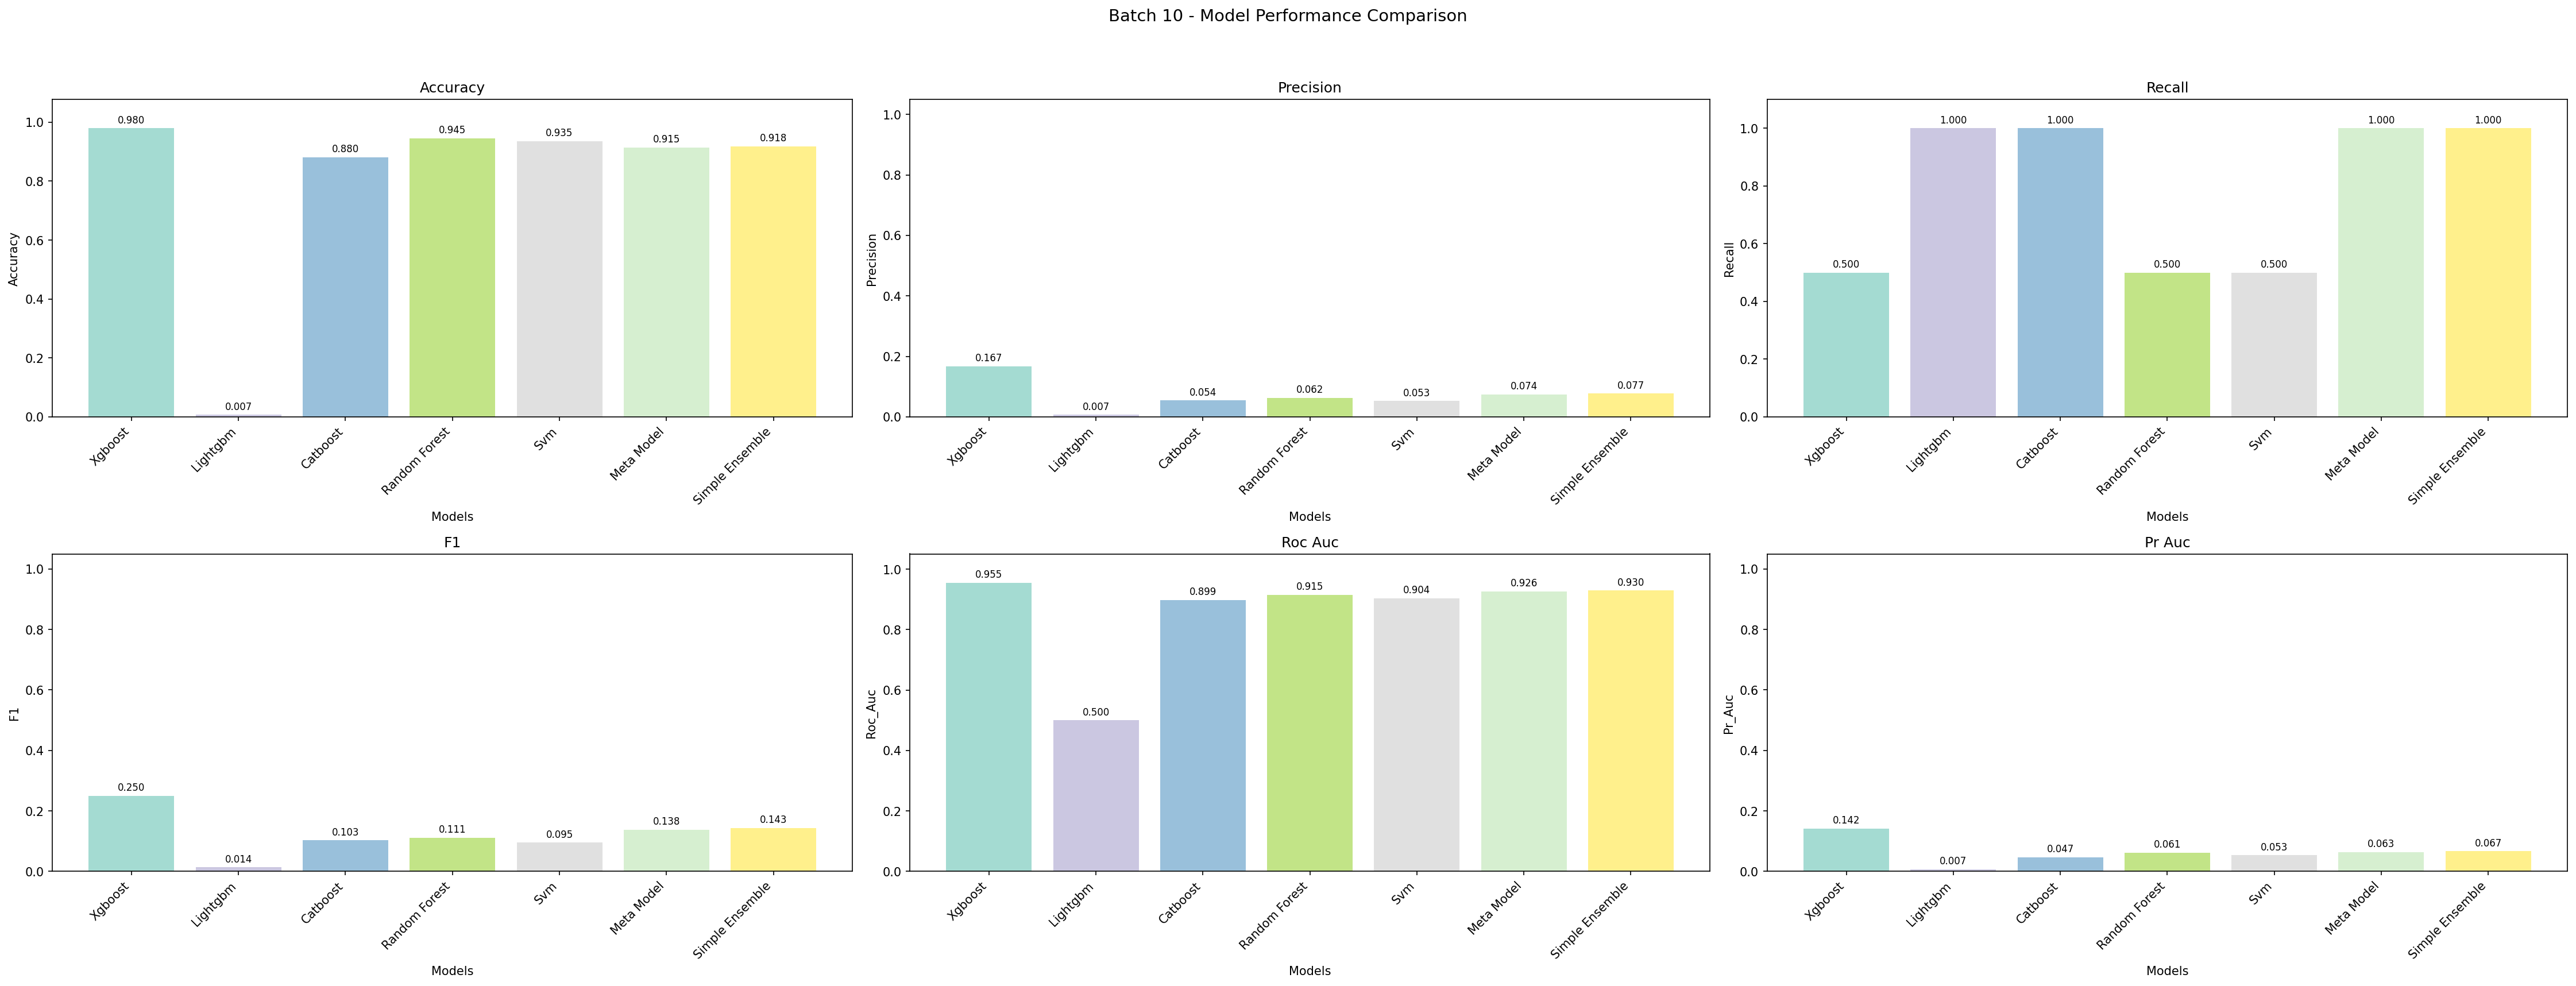 Batch 10 - Model Performance Comparison
Accuracy
Accuracy
1.0
0.8
0.6
0.4
0.2
0.0
0.980
0.007
0.880
0.945
0.935
0.915
0.918
Xgboost
Lightgbm
Catboost
Random Forest
Svm
Meta Model
Simple Ensemble
Models
Precision
Precision
1.0
0.8
0.6
0.4
0.2
0.0
0.167
0.007
0.054
0.062
0.053
0.074
0.077
Xgboost
Lightgbm
Catboost
Random Forest
Svm
Meta Model
Simple Ensemble
Models
Recall
Recall
1.0
0.8
0.6
0.4
0.2
0.0
0.500
1.000
1.000
0.500
0.500
1.000
1.000
Xgboost
Lightgbm
Catboost
Random Forest
Svm
Meta Model
Simple Ensemble
Models
F1
F1
1.0
0.8
0.6
0.4
0.2
0.0
0.250
0.014
0.103
0.111
0.095
0.138
0.143
Xgboost
Lightgbm
Catboost
Random Forest
Svm
Meta Model
Simple Ensemble
Models
Roc Auc
Roc_Auc
1.0
0.8
0.6
0.4
0.2
0.0
0.955
0.500
0.899
0.915
0.904
0.926
0.930
Xgboost
Lightgbm
Catboost
Random Forest
Svm
Meta Model
Simple Ensemble
Models
Pr Auc
Pr_Auc
1.0
0.8
0.6
0.4
0.2
0.0
0.142
0.007
0.047
0.061
0.053
0.063
0.067
Xgboost
Lightgbm
Catboost
Random Forest
Svm
Meta Model
Simple Ensemble
Models